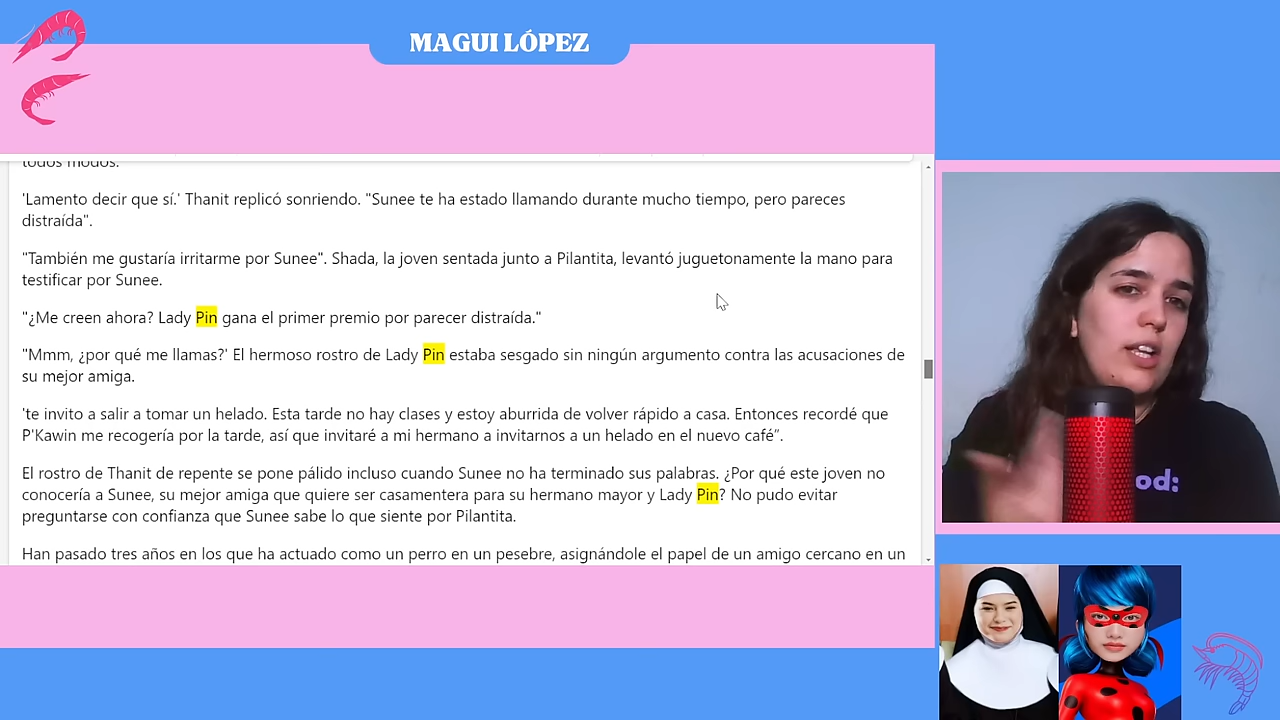 MAGUI LÓPEZ
todos modos.
'Lamento decir que sí.' Thanit replicó sonriendo. "Sunee te ha estado llamando durante mucho tiempo, pero pareces
distraída".
"También me gustaría irritarme por Sunee". Shada, la joven sentada junto a Pilantita, levantó juguetonamente la mano para
testificar por Sunee.
"¿Me creen ahora? Lady Pin gana el primer premio por parecer distraída."
"Mmm, ¿por qué me llamas?' El hermoso rostro de Lady Pin estaba sesgado sin ningún argumento contra las acusaciones de
su mejor amiga.
'te invito a salir a tomar un helado. Esta tarde no hay clases y estoy aburrida de volver rápido a casa. Entonces recordé que
P'Kawin me recogería por la tarde, así que invitaré a mi hermano a invitarnos a un helado en el nuevo café”.
El rostro de Thanit de repente se pone pálido incluso cuando Sunee no ha terminado sus palabras. ¿Por qué este joven no
conocería a Sunee, su mejor amiga que quiere ser casamentera para su hermano mayor y Lady Pin? No pudo evitar
preguntarse con confianza que Sunee sabe lo que siente por Pilantita.
Han pasado tres años en los que ha actuado como un perro en un pesebre, asignándole el papel de un amigo cercano en un
od: